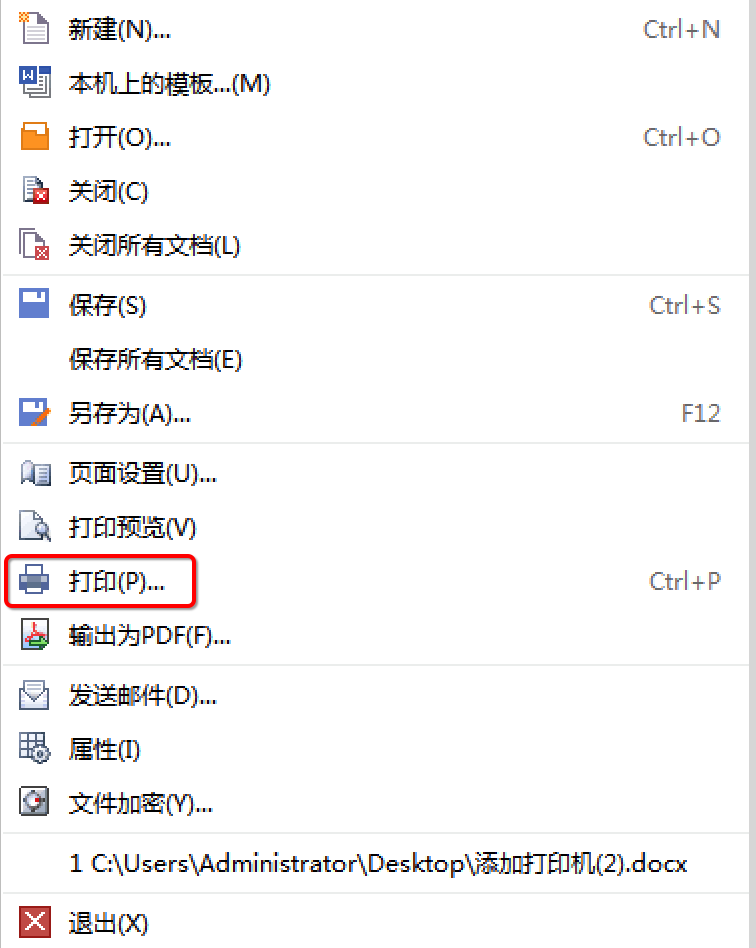 新建(N)... Ctrl+N
本机上的模板...(M)
打开(O)... Ctrl+O
关闭(C)
关闭所有文档(L)
保存(S) Ctrl+S
保存所有文档(E)
另存为(A)... F12
页面设置(U)...
打印预览(V)
打印(P)... Ctrl+P
输出为PDF(F)...
发送邮件(D)...
属性(I)
文件加密(Y)...
1 C:\Users\Administrator\Desktop\添加打印机(2).docx
退出(X)